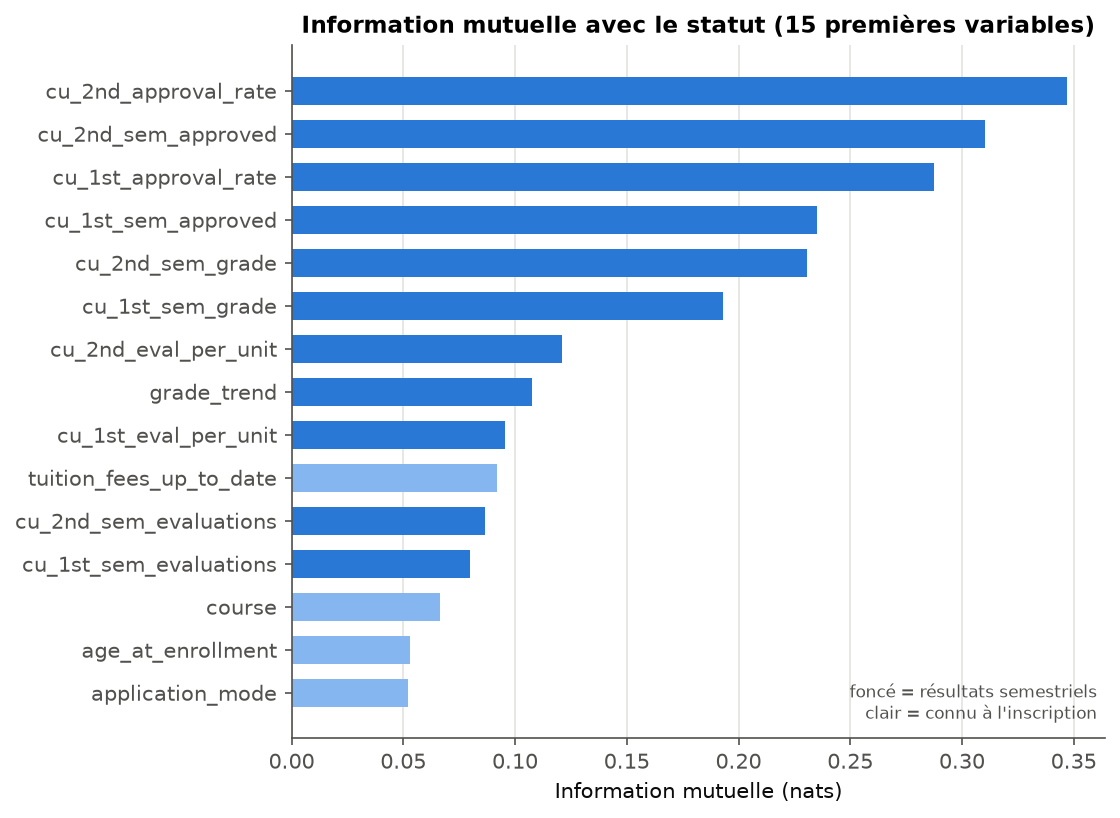 Information mutuelle avec le statut (15 premières variables)
cu_2nd_approval_rate
cu_2nd_sem_approved
cu_1st_approval_rate
cu_1st_sem_approved
cu_2nd_sem_grade
cu_1st_sem_grade
cu_2nd_eval_per_unit
grade_trend
cu_1st_eval_per_unit
tuition_fees_up_to_date
cu_2nd_sem_evaluations
cu_1st_sem_evaluations
course
age_at_enrollment
application_mode
foncé = résultats semestriels
clair = connu à l'inscription
0.00 0.05 0.10 0.15 0.20 0.25 0.30 0.35
Information mutuelle (nats)